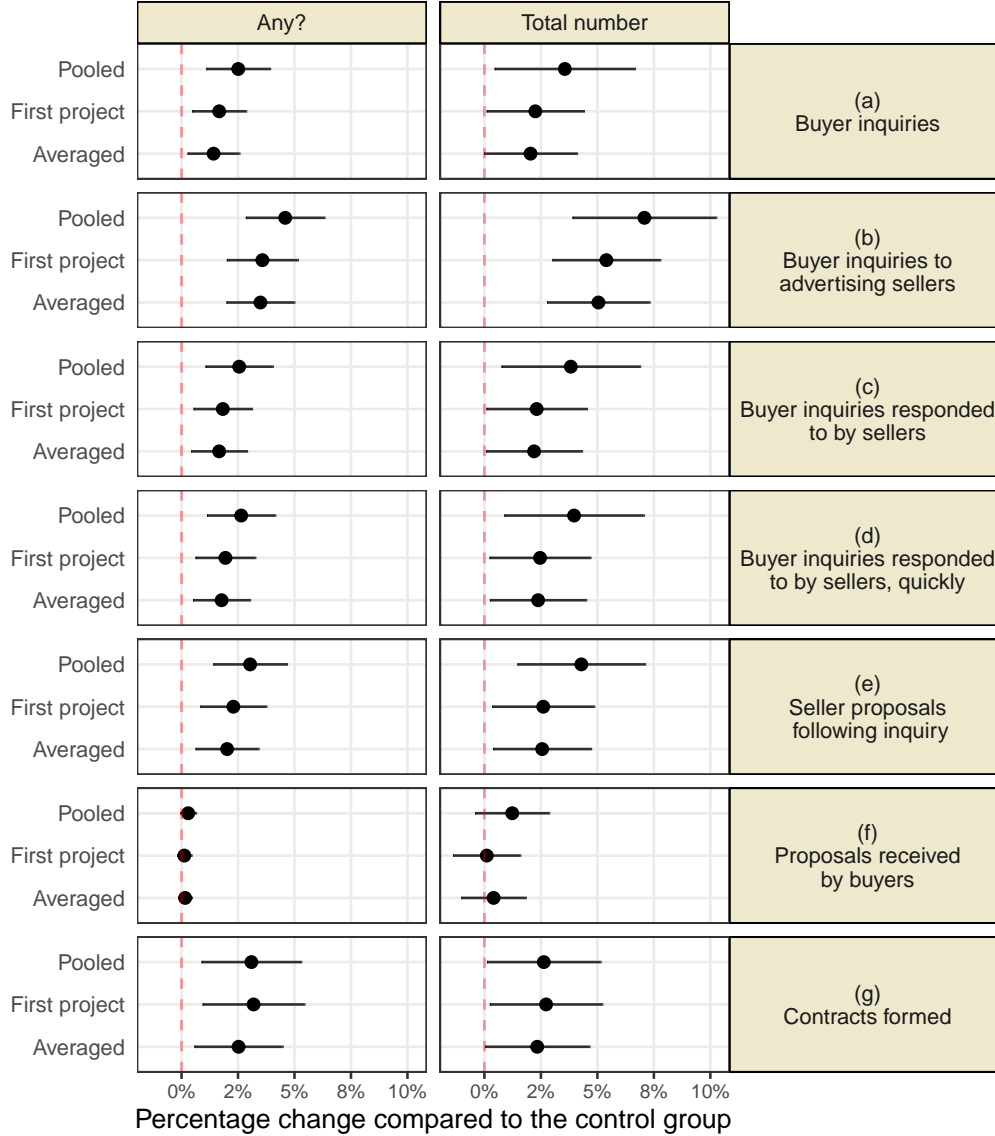 Any?
Total number
Pooled
First project
Averaged
(a)
Buyer inquiries
Pooled
First project
Averaged
(b)
Buyer inquiries to
advertising sellers
Pooled
First project
Averaged
(c)
Buyer inquiries responded
to by sellers
Pooled
First project
Averaged
(d)
Buyer inquiries responded
to by sellers, quickly
Pooled
First project
Averaged
(e)
Seller proposals
following inquiry
Pooled
First project
Averaged
(f)
Proposals received
by buyers
Pooled
First project
Averaged
(g)
Contracts formed
0% 2% 5% 8% 10%
0% 2% 5% 8% 10%
Percentage change compared to the control group